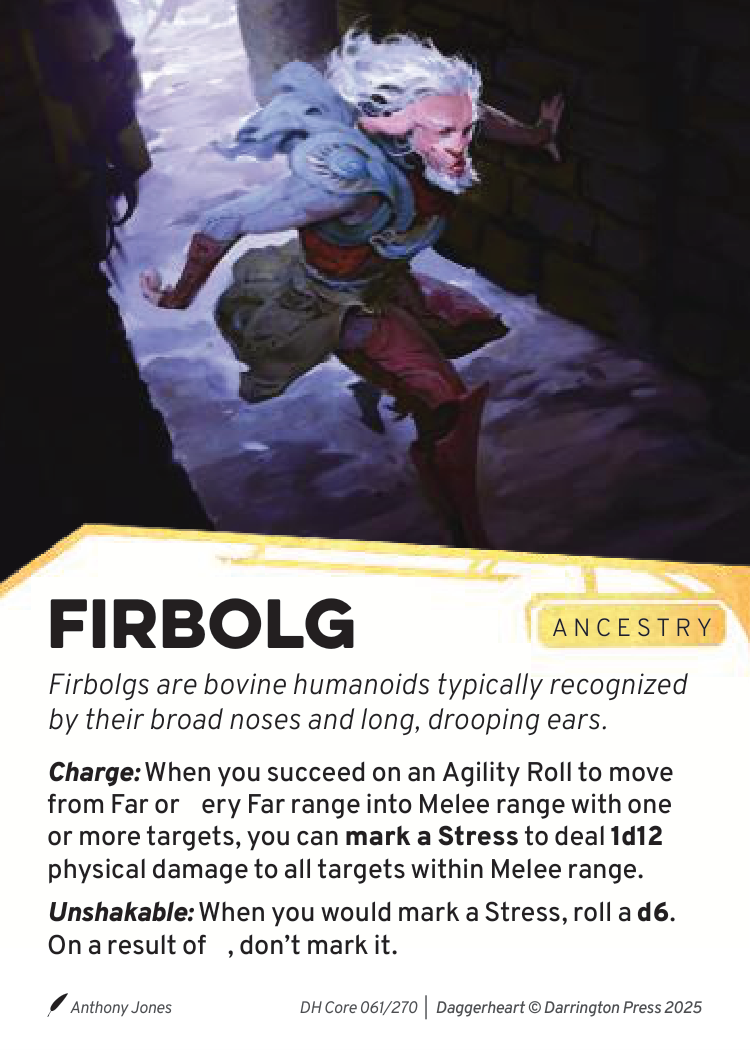 FIRBOLG
ANCESTRY
Firbolgs are bovine humanoids typically recognized
by their broad noses and long, drooping ears.
Charge: When you succeed on an Agility Roll to move
from Far or ery Far range into Melee range with one
or more targets, you can mark a Stress to deal 1d12
physical damage to all targets within Melee range.
Unshakable: When you would mark a Stress, roll a d6.
On a result of , don’t mark it.
Anthony Jones
DH Core 061/270 | Daggerheart © Darrington Press 2025